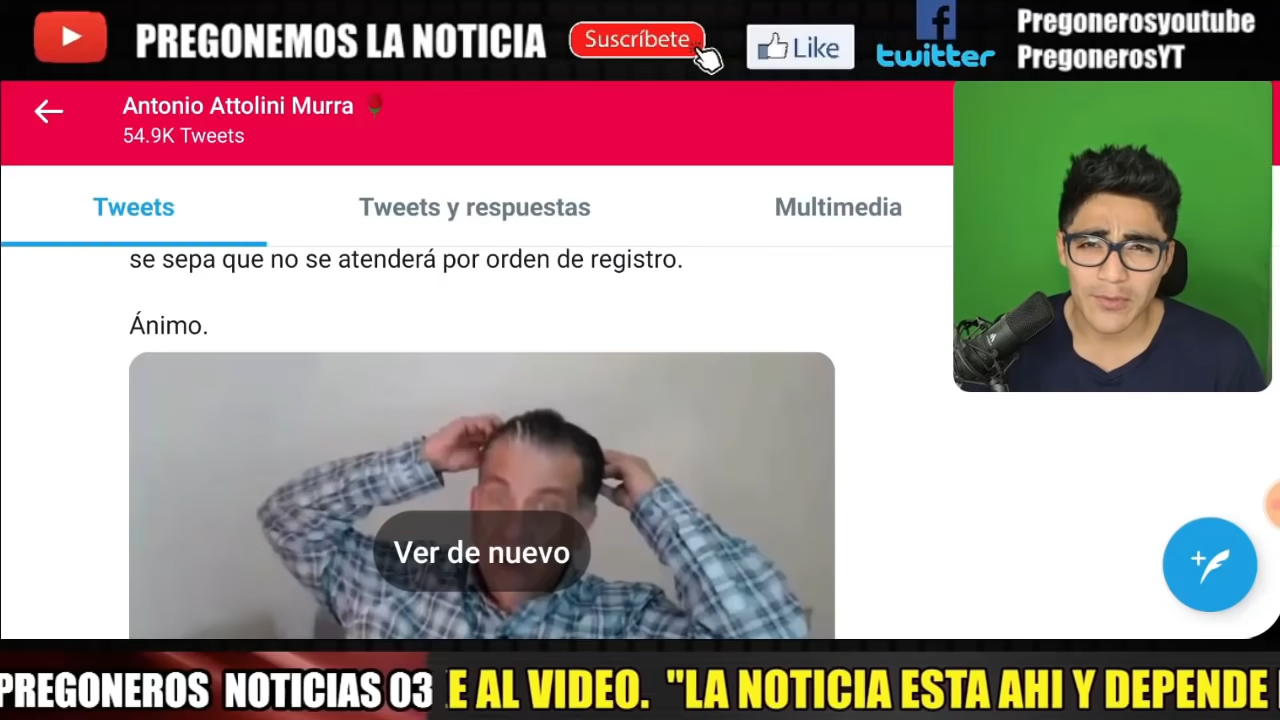 PREGONEMOS LA NOTICIA
Suscríbete
Like
twitter
Pregonerosyoutube
PregonerosYT
Antonio Attolini Murra
54.9K Tweets
Tweets
Tweets y respuestas
Multimedia
se sepa que no se atenderá por orden de registro.
Ánimo.
Ver de nuevo
PREGONEROS NOTICIAS 03
E AL VIDEO. "LA NOTICIA ESTA AHI Y DEPENDE